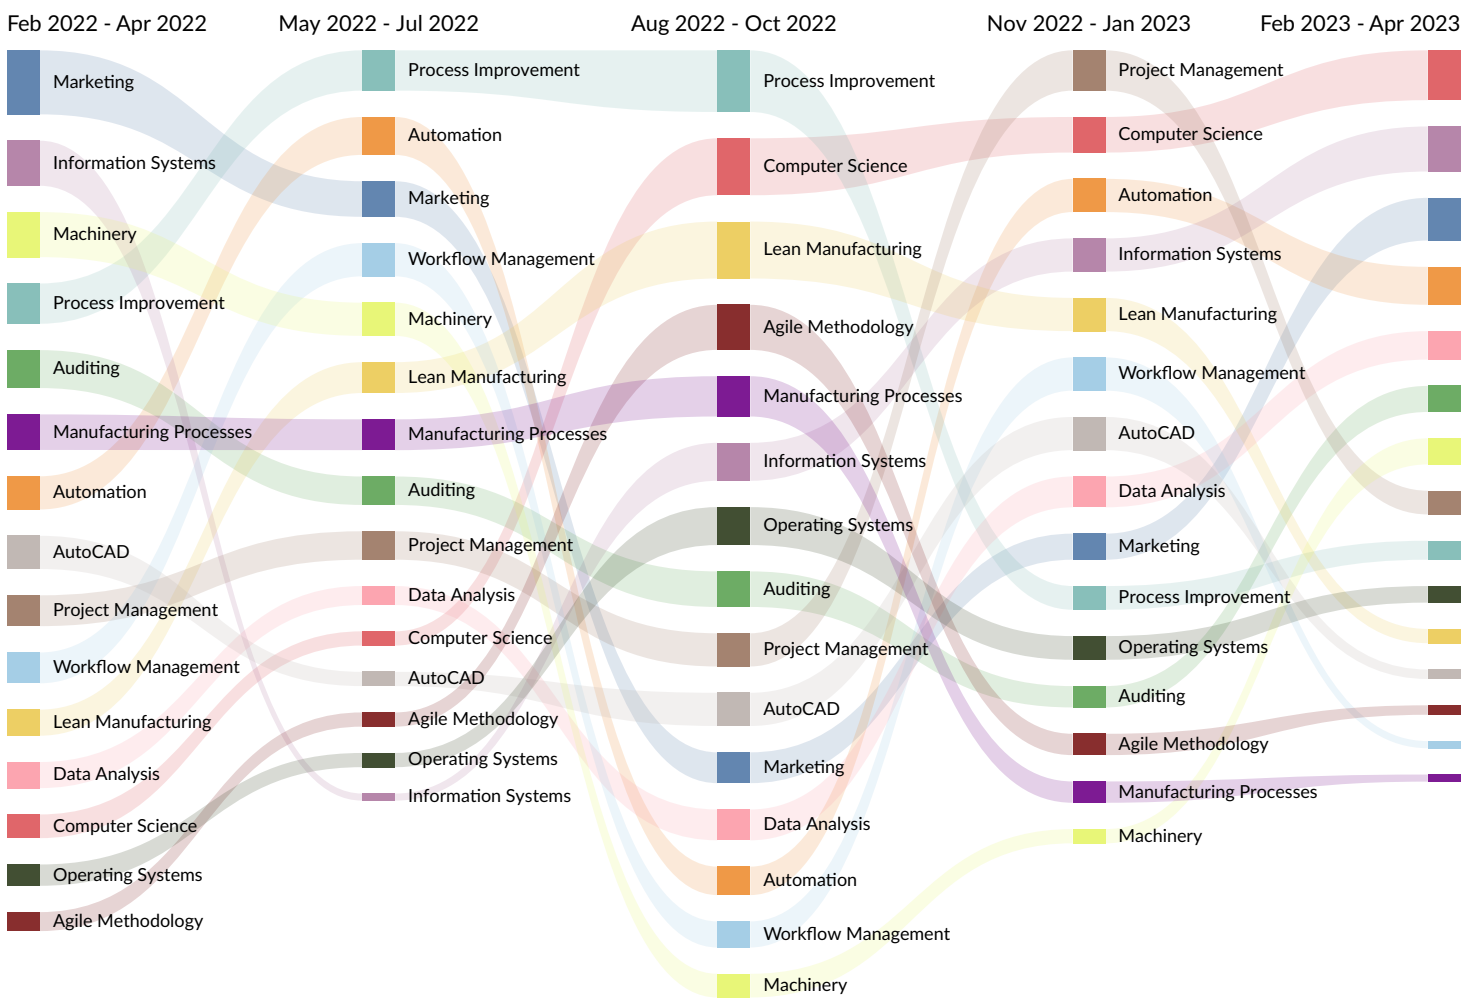 Feb 2022 - Apr 2022
May 2022 - Jul 2022
Aug 2022 - Oct 2022
Nov 2022 - Jan 2023
Feb 2023 - Apr 2023
Marketing
Information Systems
Machinery
Process Improvement
Auditing
Manufacturing Processes
Automation
AutoCAD
Project Management
Workflow Management
Lean Manufacturing
Data Analysis
Computer Science
Operating Systems
Agile Methodology
Process Improvement
Automation
Marketing
Workflow Management
Machinery
Lean Manufacturing
Manufacturing Processes
Auditing
Project Management
Data Analysis
Computer Science
AutoCAD
Agile Methodology
Operating Systems
Information Systems
Process Improvement
Computer Science
Lean Manufacturing
Agile Methodology
Manufacturing Processes
Information Systems
Operating Systems
Auditing
Project Management
AutoCAD
Marketing
Data Analysis
Automation
Workflow Management
Machinery
Project Management
Computer Science
Automation
Information Systems
Lean Manufacturing
Workflow Management
AutoCAD
Data Analysis
Marketing
Process Improvement
Operating Systems
Auditing
Agile Methodology
Manufacturing Processes
Machinery